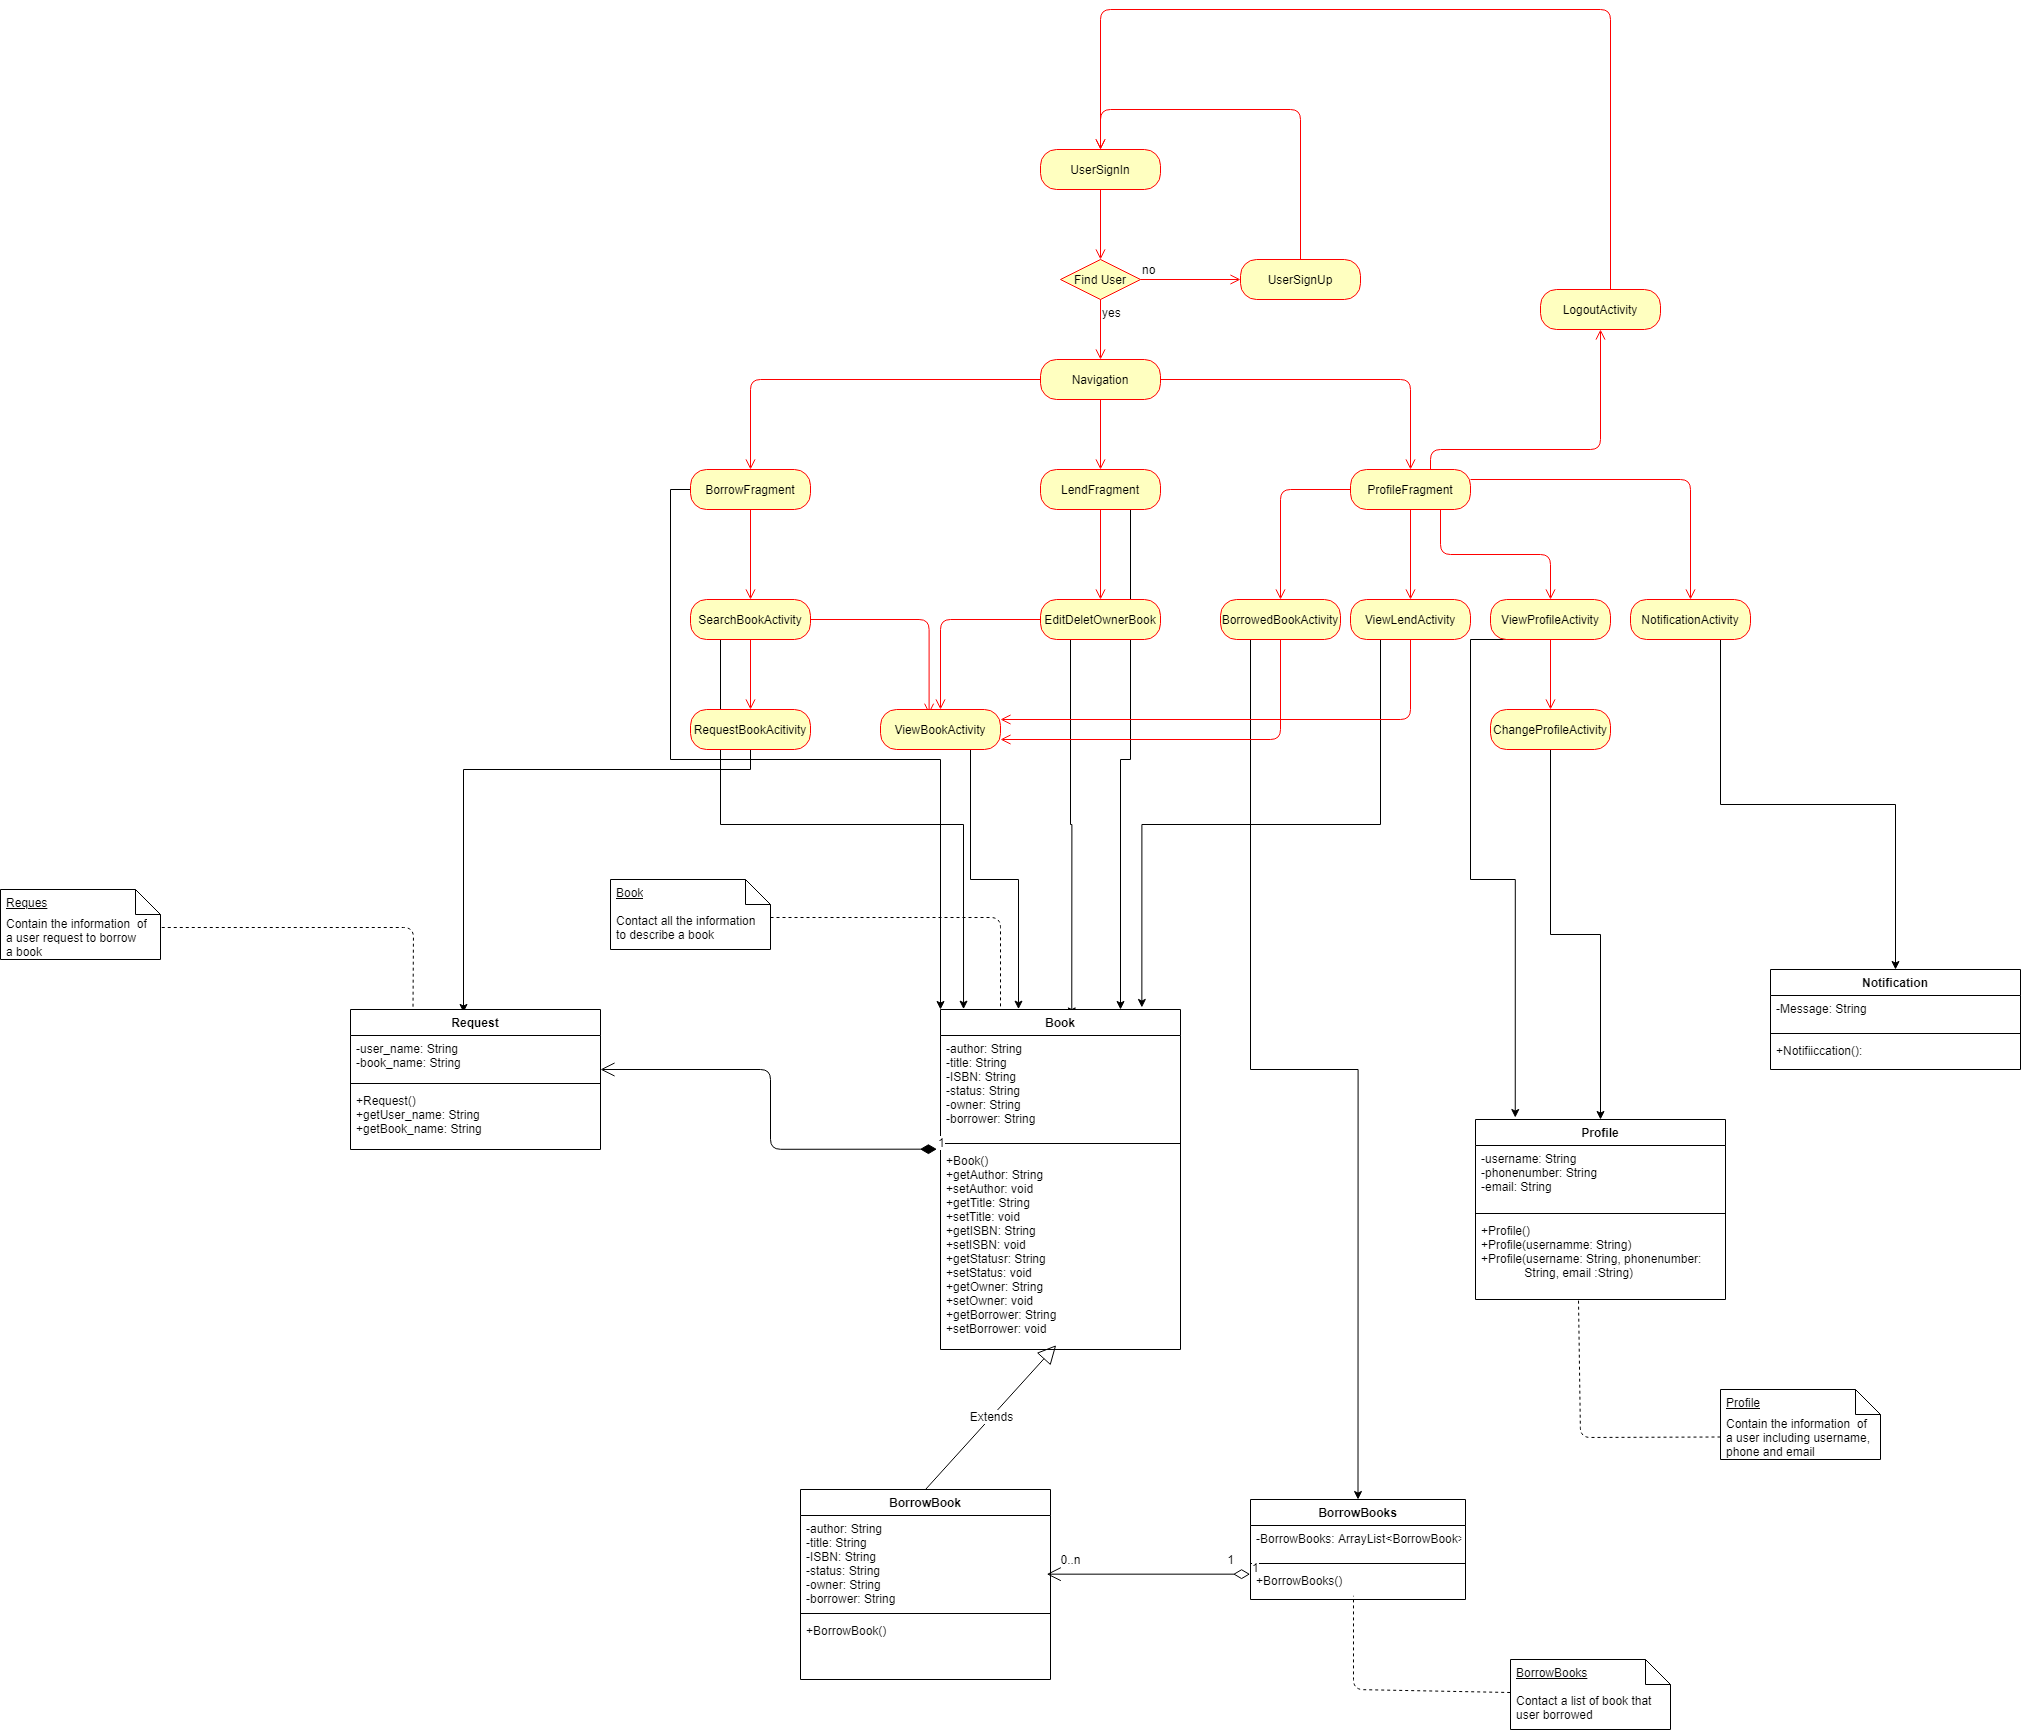 UserSignIn
Find User
no
UserSignUp
yes
LogoutActivity
Navigation
BorrowFragment
LendFragment
ProfileFragment
SearchBookActivity
EditDeletOwnerBook
BorrowedBookActivity
ViewLendActivity
ViewProfileActivity
NotificationActivity
RequestBookAcitivity
ViewBookActivity
ChangeProfileActivity
Reques
Contain the information of
a user request to borrow
a book
Book
Contact all the information
to describe a book
Request
-user_name: String
-book_name: String
+Request()
+getUser_name: String
+getBook_name: String
Book
-author: String
-title: String
-ISBN: String
-status: String
-owner: String
-borrower: String
1
+Book()
+getAuthor: String
+setAuthor: void
+getTitle: String
+setTitle: void
+getISBN: String
+setISBN: void
+getStatusr: String
+setStatus: void
+getOwner: String
+setOwner: void
+getBorrower: String
+setBorrower: void
Notification
-Message: String
+Notifiiccation():
Profile
-username: String
-phonenumber: String
-email: String
+Profile()
+Profile(usernamme: String)
+Profile(username: String, phonenumber:
String, email :String)
Profile
Contain the information of
a user including username,
phone and email
Extends
BorrowBook
-author: String
-title: String
-ISBN: String
-status: String
-owner: String
-borrower: String
+BorrowBook()
0..n
1
BorrowBooks
-BorrowBooks: ArrayList<BorrowBook>
1
+BorrowBooks()
BorrowBooks
Contact a list of book that
user borrowed